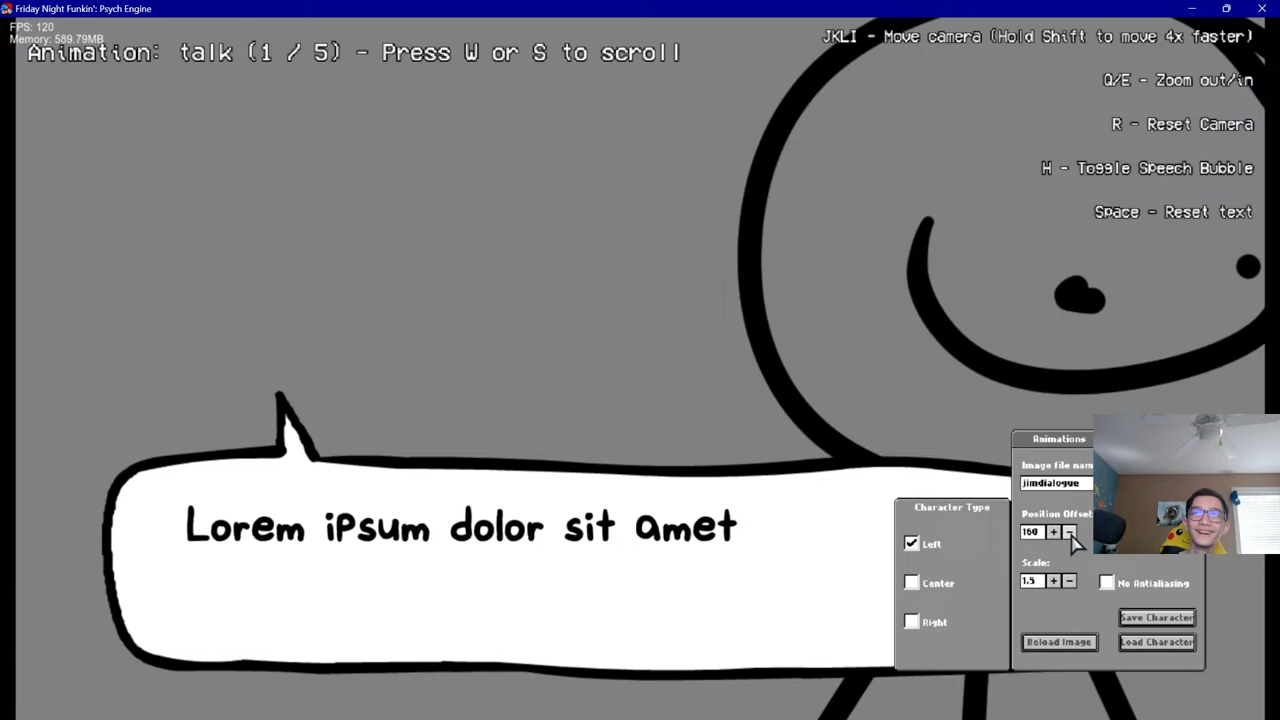 Friday Night Funkin': Psych Engine
FPS: 120
Memory: 589.79MB
Animation: talk (1 / 5) - Press W or S to scroll
JKLI - Move camera (Hold Shift to move 4x faster)
Q/E - Zoom out/in
R - Reset Camera
H - Toggle Speech Bubble
Space - Reset text
Lorem ipsum dolor sit amet
Character Type
Left
Center
Right
Animations
Image file name
jimdialogue
Position Offset
160 + -
Scale:
1.5 + -
No Antialiasing
Save Character
Reload Image
Load Character